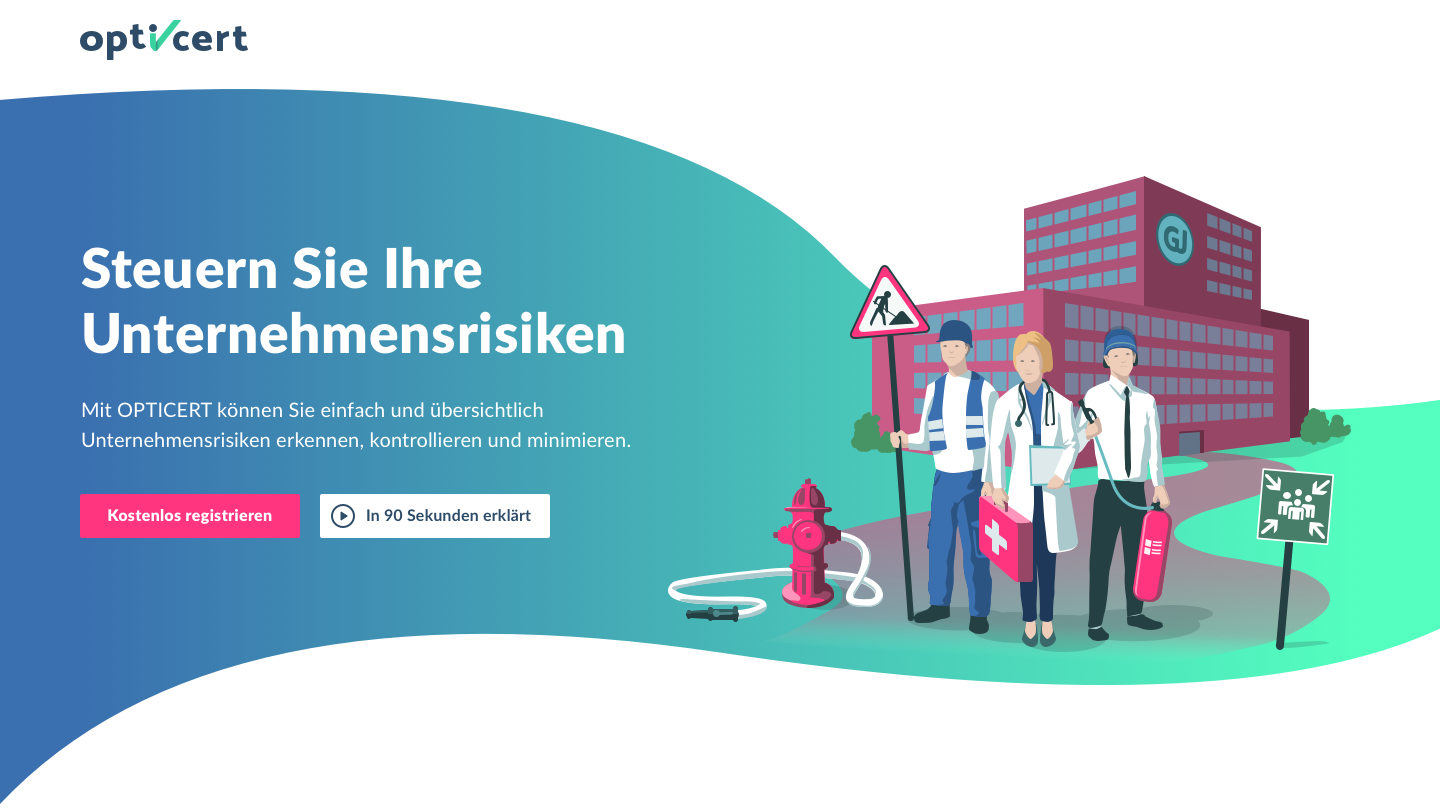 opticert
GJ
Steuern Sie Ihre
Unternehmensrisiken
Mit OPTICERT können Sie einfach und übersichtlich
Unternehmensrisiken erkennen, kontrollieren und minimieren.
Kostenlos registrieren
In 90 Sekunden erklärt